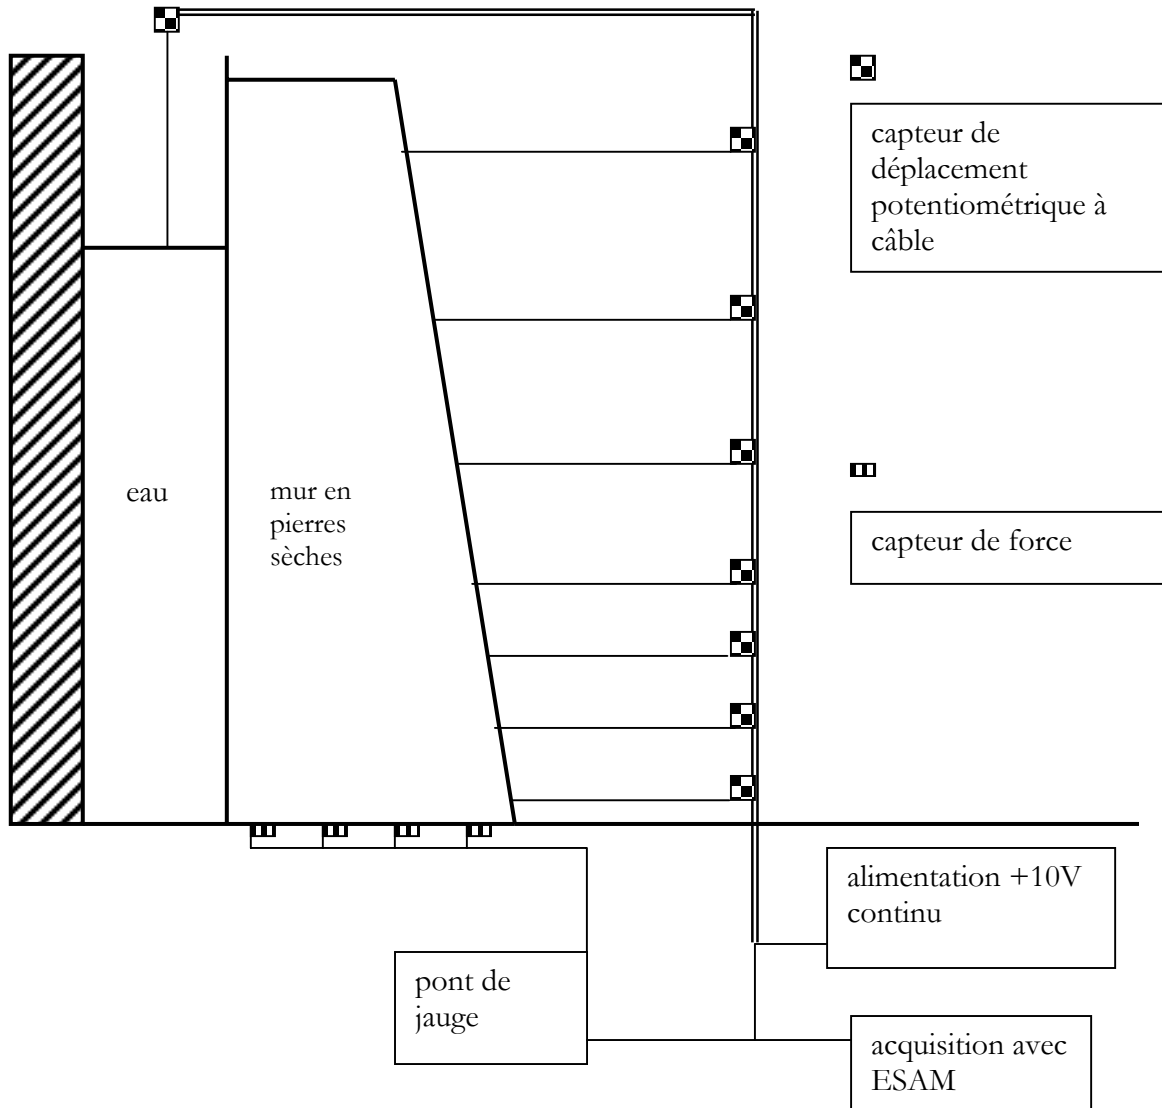 capteur de
déplacement
potentiométrique à
câble
eau
mur en
pierres
sèches
capteur de force
alimentation +10V
continu
pont de
jauge
acquisition avec
ESAM